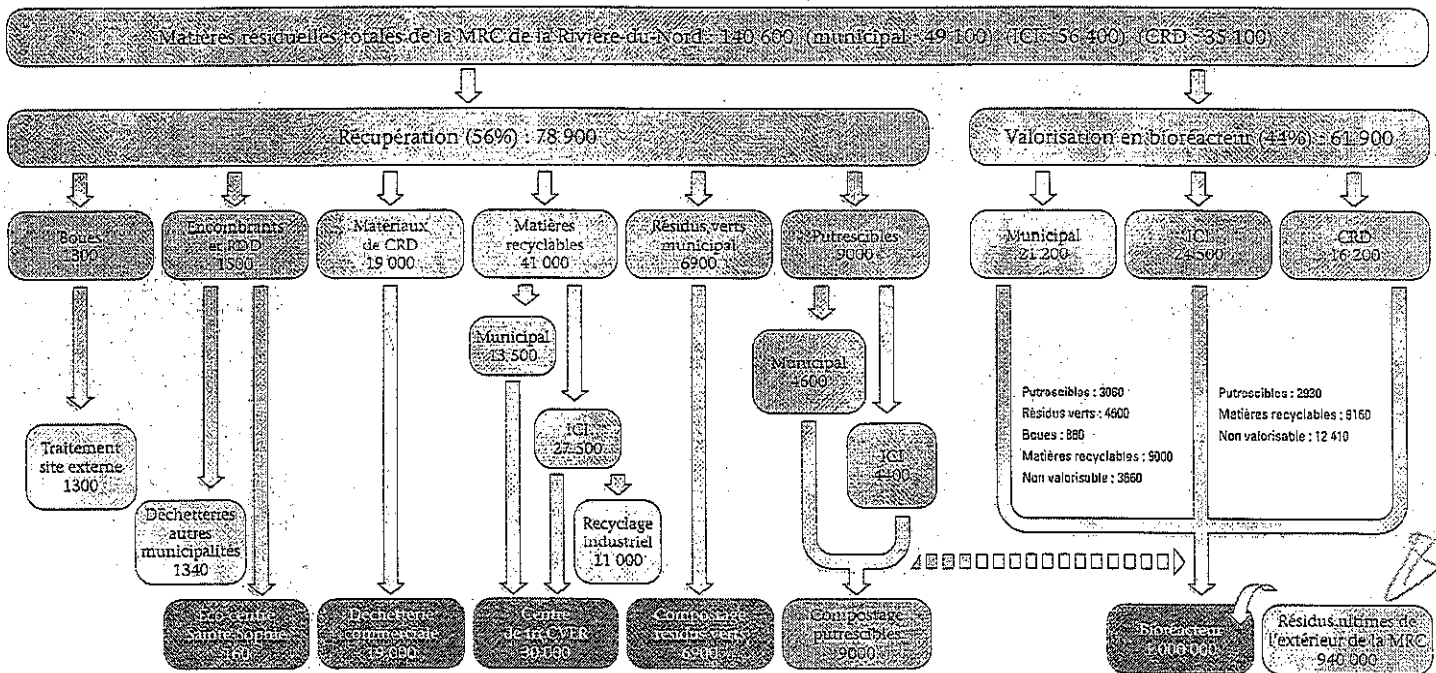 Matières résiduelles totales de la MRC de la Rivière-du-Nord : 140 600 (municipal : 49 100) (ICI : 56 400) (CRD : 35 100)
Récupération (56%) : 78 900
Valorisation en bioréacteur (44%) : 61 900
Boues
1300
Encombrants
et RDD
1500
Matériaux
de CRD
19 000
Matières
recyclables
41 000
Résidus verts
municipal
6900
Putrescibles
9000
Municipal
21 200
ICI
24 500
CRD
16 200
Municipal
13 500
Municipal
4600
Putrescibles : 3060
Résidus verts : 4600
Boues : 880
Matières recyclables : 9000
Non valorisable : 3660
Putrescibles : 2930
Matières recyclables : 9160
Non valorisable : 12 410
Traitement
site externe
1300
ICI
27 500
ICI
4400
Déchetteries
autres
municipalités
1340
Recyclage
industriel
11 000
Éco-centre
Sainte-Sophie
160
Déchetterie
commerciale
19 000
Centre
de tri
30 000
Compostage
résidus verts
6900
Compostage
putrescibles
9000
Bioréacteur
1 000 000
Résidus ultimes de
l'extérieur de la MRC
940 000